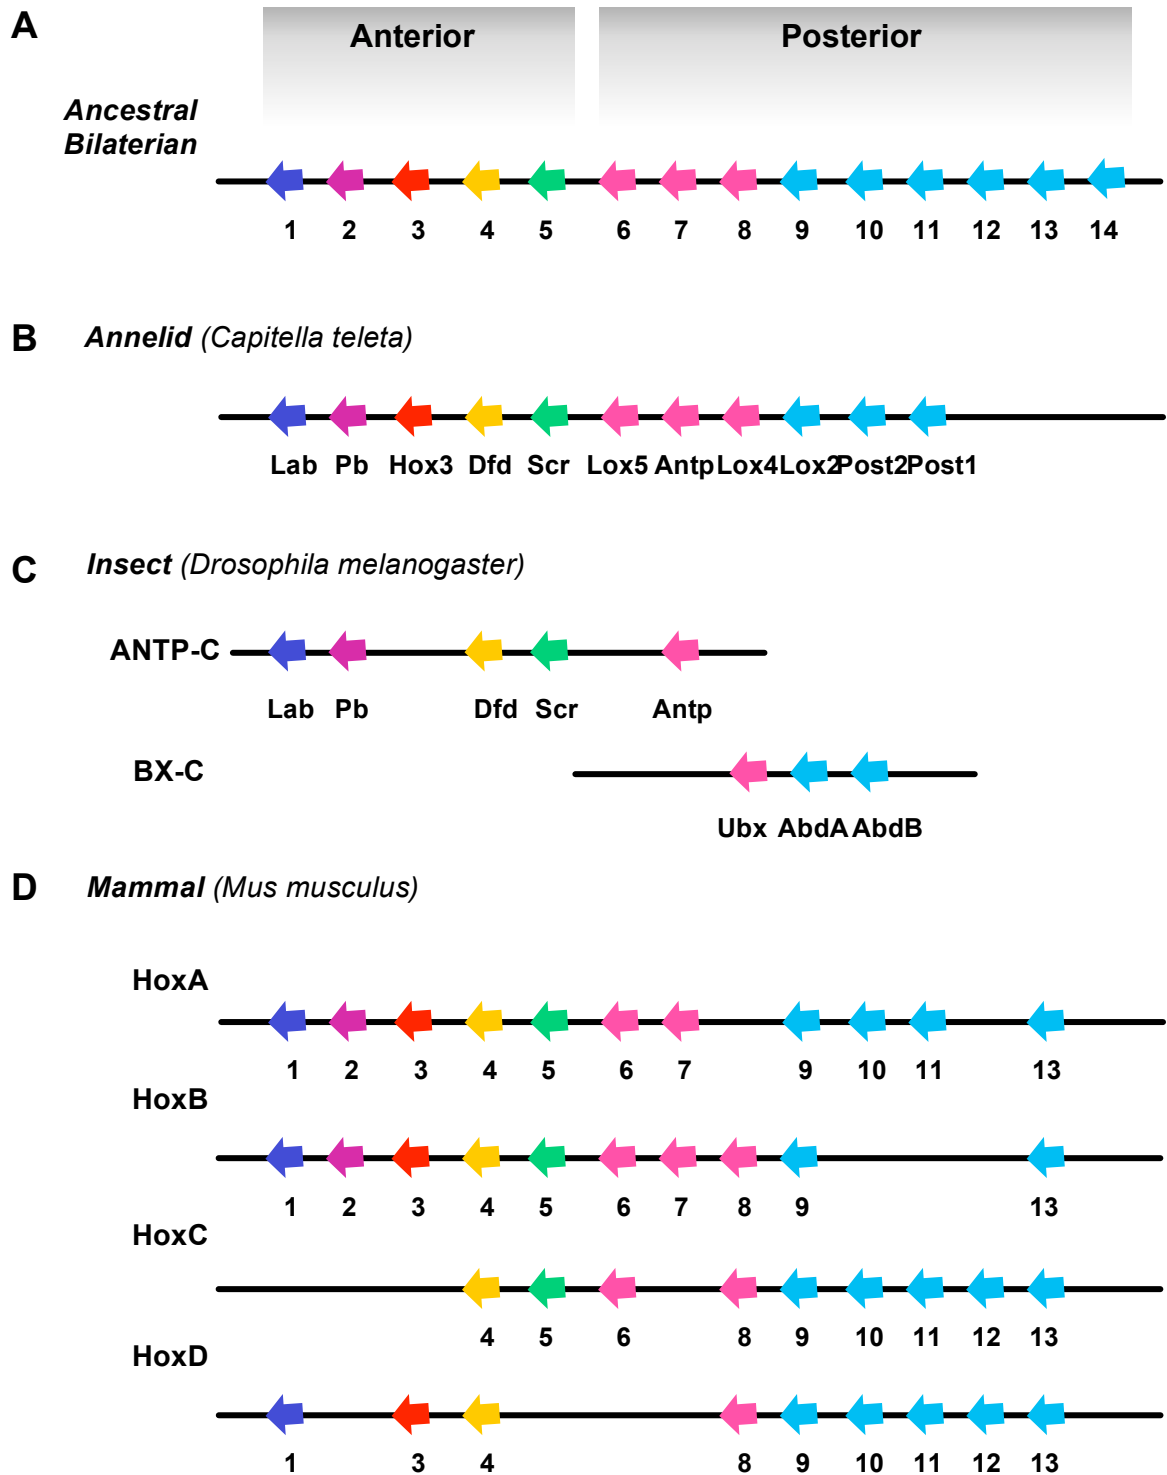 A
Anterior
Posterior
Ancestral
Bilaterian
1 2 3 4 5 6 7 8 9 10 11 12 13 14
B
Annelid (Capitella teleta)
Lab Pb Hox3 Dfd Scr Lox5 Antp Lox4 Lox2 Post2 Post1
C
Insect (Drosophila melanogaster)
ANTP-C
Lab Pb Dfd Scr Antp
BX-C
Ubx AbdA AbdB
D
Mammal (Mus musculus)
HoxA
1 2 3 4 5 6 7 9 10 11 13
HoxB
1 2 3 4 5 6 7 8 9 13
HoxC
4 5 6 8 9 10 11 12 13
HoxD
1 3 4 8 9 10 11 12 13